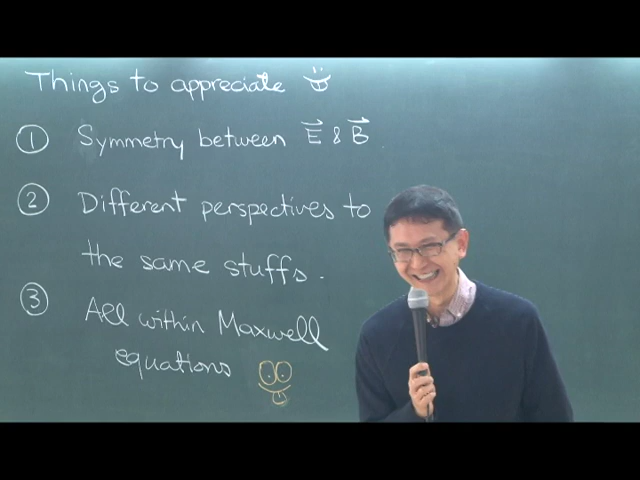 Things to appreciate
① Symmetry between E⃗ & B⃗
② Different perspectives to
the same stuffs.
③ All within Maxwell
equations